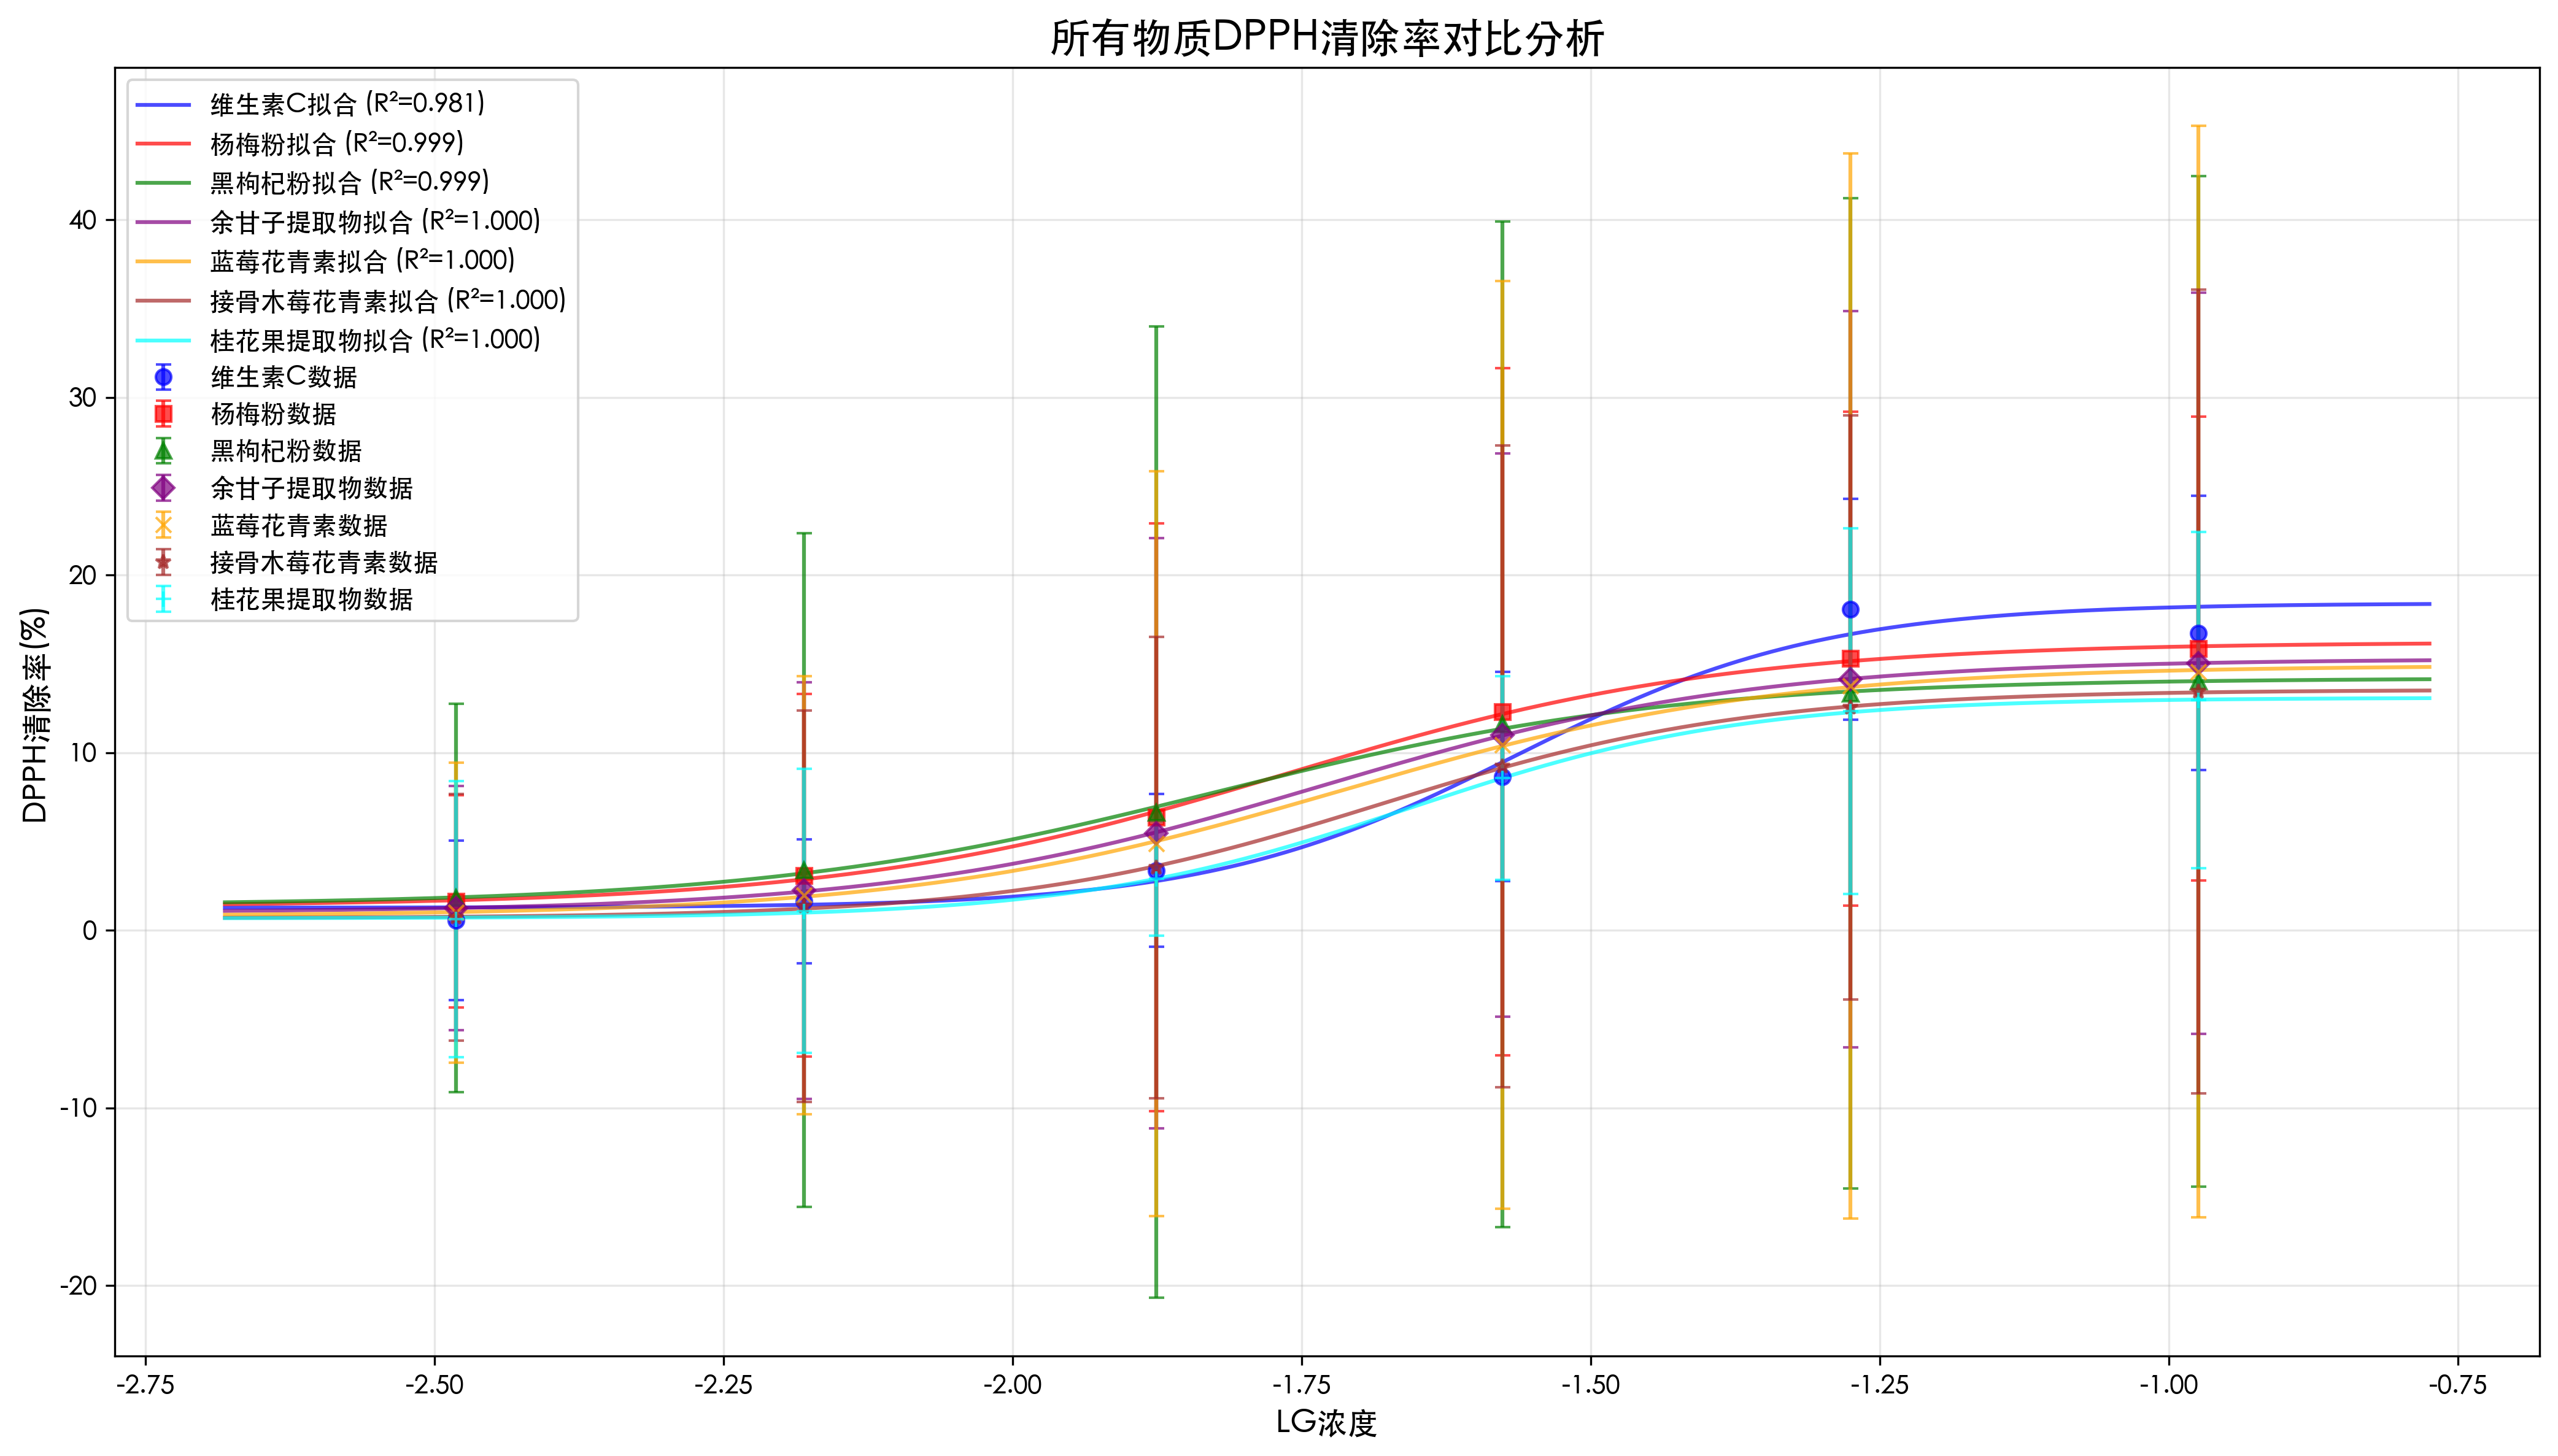 所有物质DPPH清除率对比分析
维生素C拟合 (R²=0.981)
杨梅粉拟合 (R²=0.999)
黑枸杞粉拟合 (R²=0.999)
余甘子提取物拟合 (R²=1.000)
蓝莓花青素拟合 (R²=1.000)
接骨木莓花青素拟合 (R²=1.000)
桂花果提取物拟合 (R²=1.000)
维生素C数据
杨梅粉数据
黑枸杞粉数据
余甘子提取物数据
蓝莓花青素数据
接骨木莓花青素数据
桂花果提取物数据
DPPH清除率(%)
40
30
20
10
0
-10
-20
-2.75 -2.50 -2.25 -2.00 -1.75 -1.50 -1.25 -1.00 -0.75
LG浓度